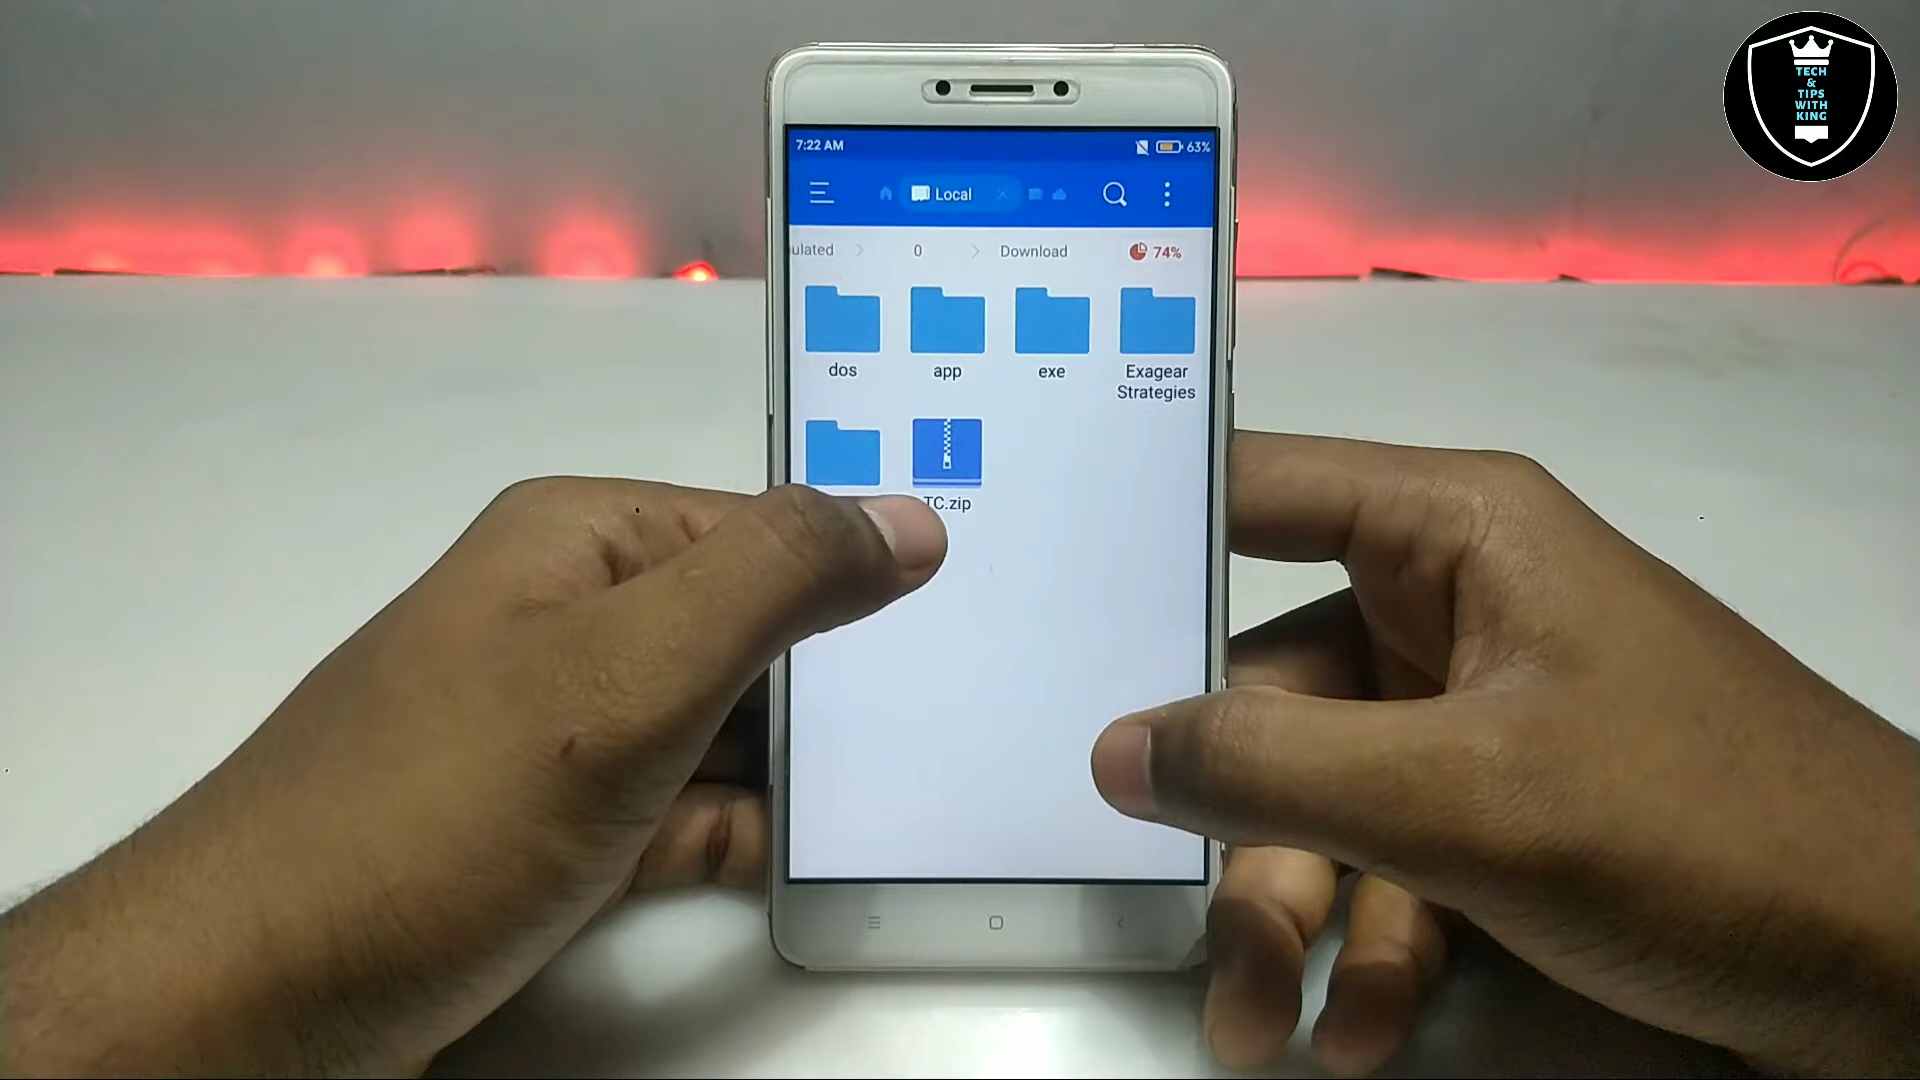 TECH
&
TIPS
WITH
KING
7:22 AM
63%
Local
ulated
0
Download
74%
dos
app
exe
Exagear
Strategies
TC.zip